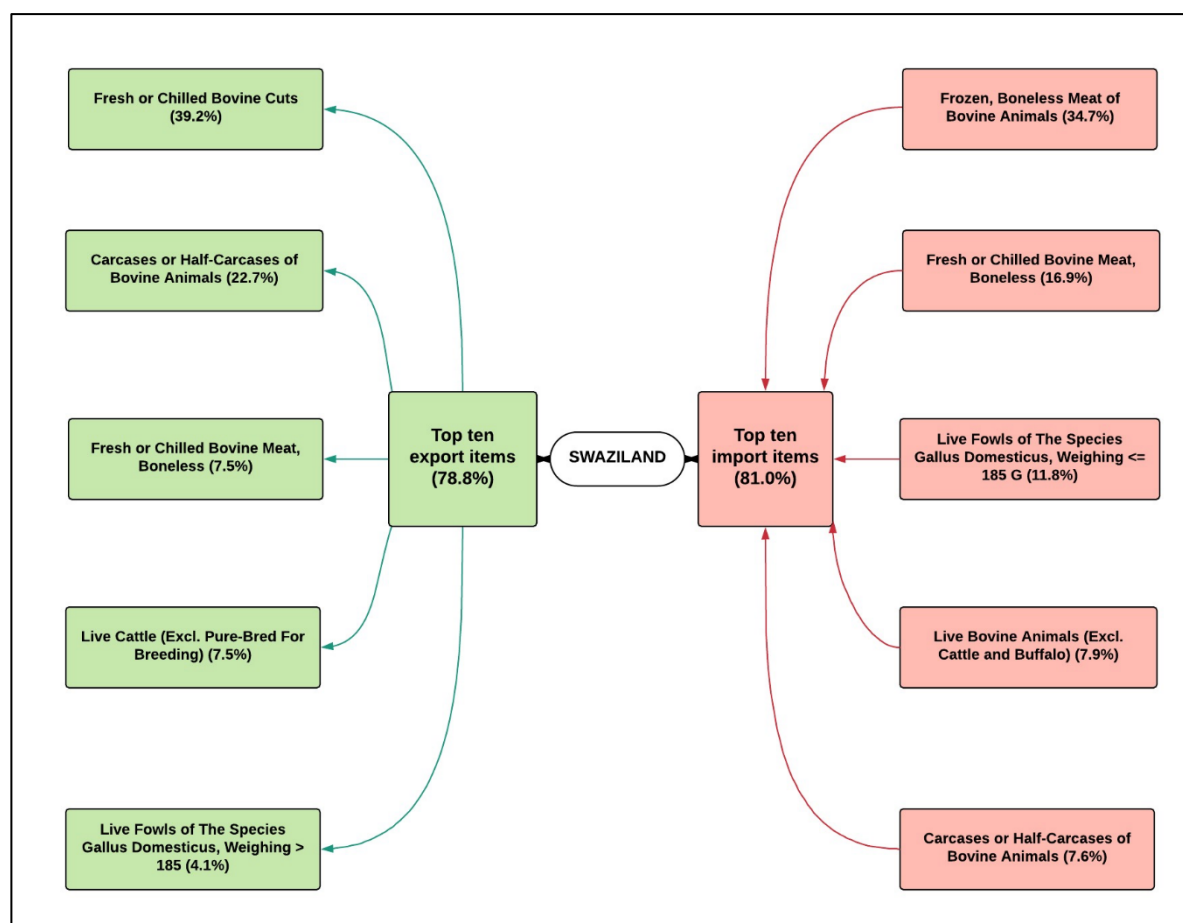 Fresh or Chilled Bovine Cuts
(39.2%)
Carcases or Half-Carcases of
Bovine Animals (22.7%)
Fresh or Chilled Bovine Meat,
Boneless (7.5%)
Live Cattle (Excl. Pure-Bred For
Breeding) (7.5%)
Live Fowls of The Species
Gallus Domesticus, Weighing >
185 (4.1%)
Top ten
export items
(78.8%)
SWAZILAND
Top ten
import items
(81.0%)
Frozen, Boneless Meat of
Bovine Animals (34.7%)
Fresh or Chilled Bovine Meat,
Boneless (16.9%)
Live Fowls of The Species
Gallus Domesticus, Weighing <=
185 G (11.8%)
Live Bovine Animals (Excl.
Cattle and Buffalo) (7.9%)
Carcases or Half-Carcases of
Bovine Animals (7.6%)